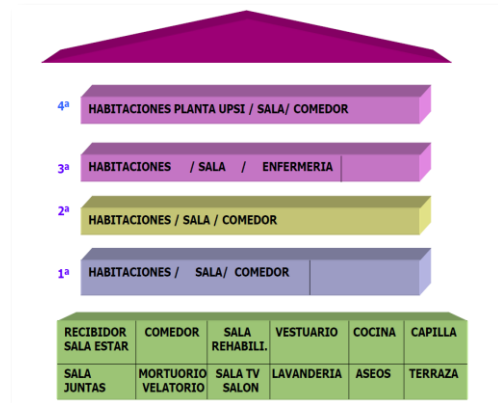 4ª HABITACIONES PLANTA UPSI / SALA/ COMEDOR
3ª HABITACIONES / SALA / ENFERMERIA
2ª HABITACIONES / SALA / COMEDOR
1ª HABITACIONES / SALA/ COMEDOR
RECIBIDOR COMEDOR SALA VESTUARIO COCINA CAPILLA
SALA ESTAR REHABILI.
SALA MORTUORIO SALA TV LAVANDERIA ASEOS TERRAZA
JUNTAS VELATORIO SALON